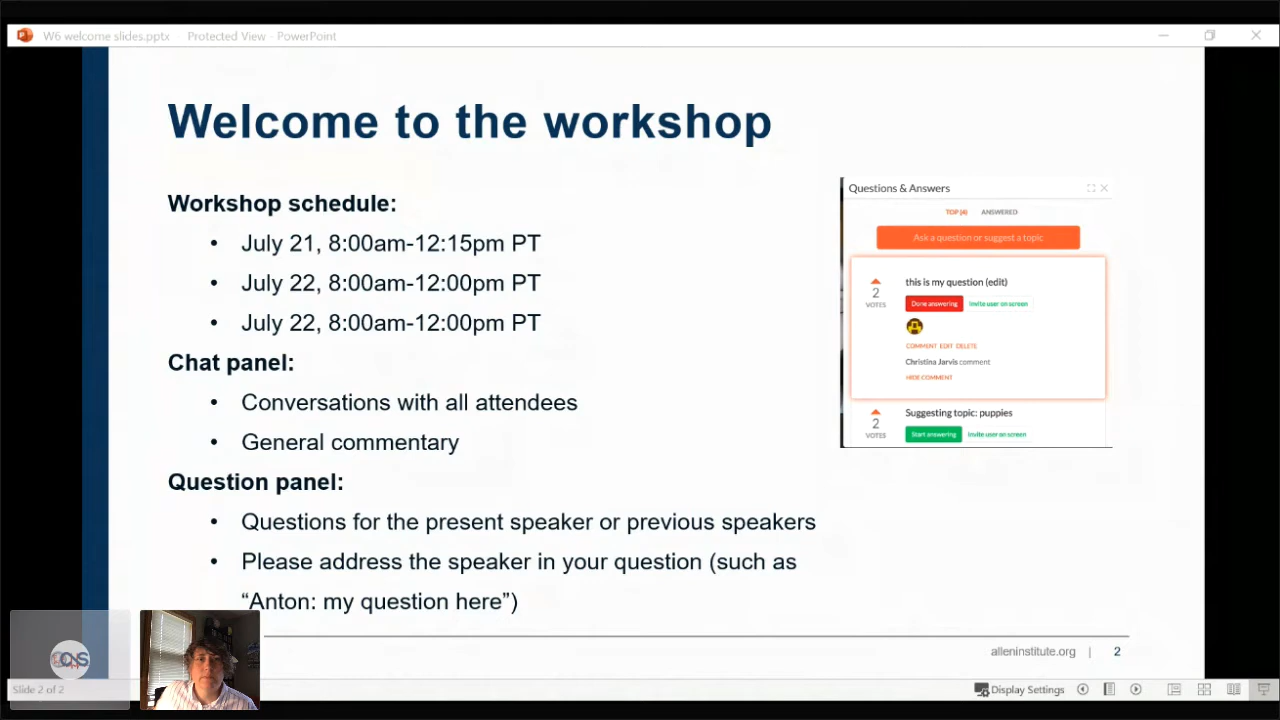 W6 welcome slides.pptx Protected View - PowerPoint
Welcome to the workshop
Workshop schedule:
• July 21, 8:00am-12:15pm PT
• July 22, 8:00am-12:00pm PT
• July 22, 8:00am-12:00pm PT
Chat panel:
• Conversations with all attendees
• General commentary
Question panel:
• Questions for the present speaker or previous speakers
• Please address the speaker in your question (such as
“Anton: my question here”)
Questions & Answers
TOP (4) ANSWERED
Ask a question or suggest a topic
this is my question (edit)
2
VOTES
Done answering Invite user on screen
COMMENT EDIT DELETE
Christina Jarvis comment
HIDE COMMENT
Suggesting topic: puppies
2
VOTES
Start answering Invite user on screen
alleninstitute.org | 2
Slide 2 of 2
Display Settings